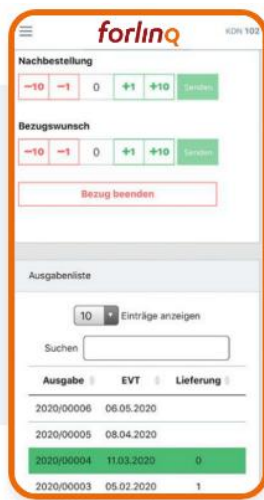 forlinq KDN 102
Nachbestellung
−10 −1 0 +1 +10 Senden
Bezugswunsch
−10 −1 0 +1 +10 Senden
Bezug beenden
Ausgabenliste
10 Einträge anzeigen
Suchen
Ausgabe EVT Lieferung
2020/00006 06.05.2020
2020/00005 08.04.2020
2020/00004 11.03.2020 0
2020/00003 05.02.2020 1